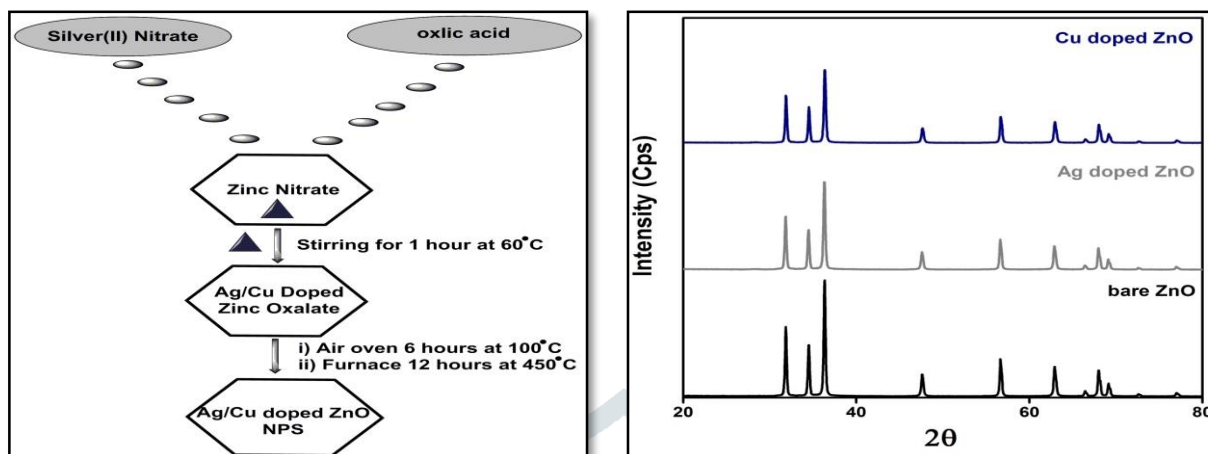 Silver(II) Nitrate
oxlic acid
Zinc Nitrate
Stirring for 1 hour at 60°C
Ag/Cu Doped
Zinc Oxalate
i) Air oven 6 hours at 100°C
ii) Furnace 12 hours at 450°C
Ag/Cu doped ZnO
NPS
Intensity (Cps)
Cu doped ZnO
Ag doped ZnO
bare ZnO
20
40
60
80
2θ